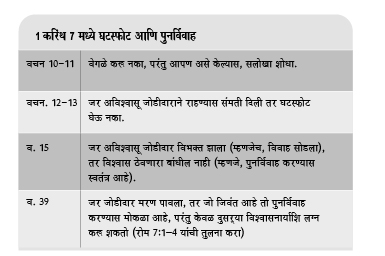 1 करिंथ 7 मध्ये घटस्फोट आणि पुनर्विवाह
वचन 10–11 वेगळे करू नका, परंतु आपण असे केल्यास, सलोखा शोधा.
वचन. 12–13 जर अविश्वासू जोडीदाराने राहण्यास संमती दिली तर घटस्फोट
घेऊ नका.
व. 15 जर अविश्वासू जोडीदार विभक्त झाला (म्हणजेच, विवाह सोडला),
तर विश्वास ठेवणारा बांधील नाही (म्हणजे, पुनर्विवाह करण्यास
स्वतंत्र आहे).
व. 39 जर जोडीदार मरण पावला, तर जो जिवंत आहे तो पुनर्विवाह
करण्यास मोकळा आहे, परंतु केवळ दुसऱ्या विश्वासनार्याशि लग्न
करू शकतो (रोम 7:1–4 यांची तुलना करा)